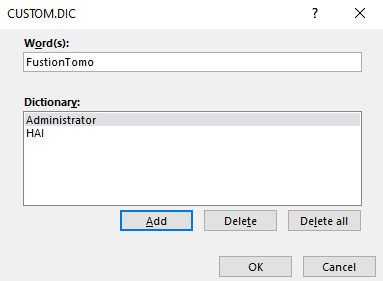 CUSTOM.DIC
?
Word(s):
FustionTomo
Dictionary:
Administrator
HAI
Add
Delete
Delete all
OK
Cancel